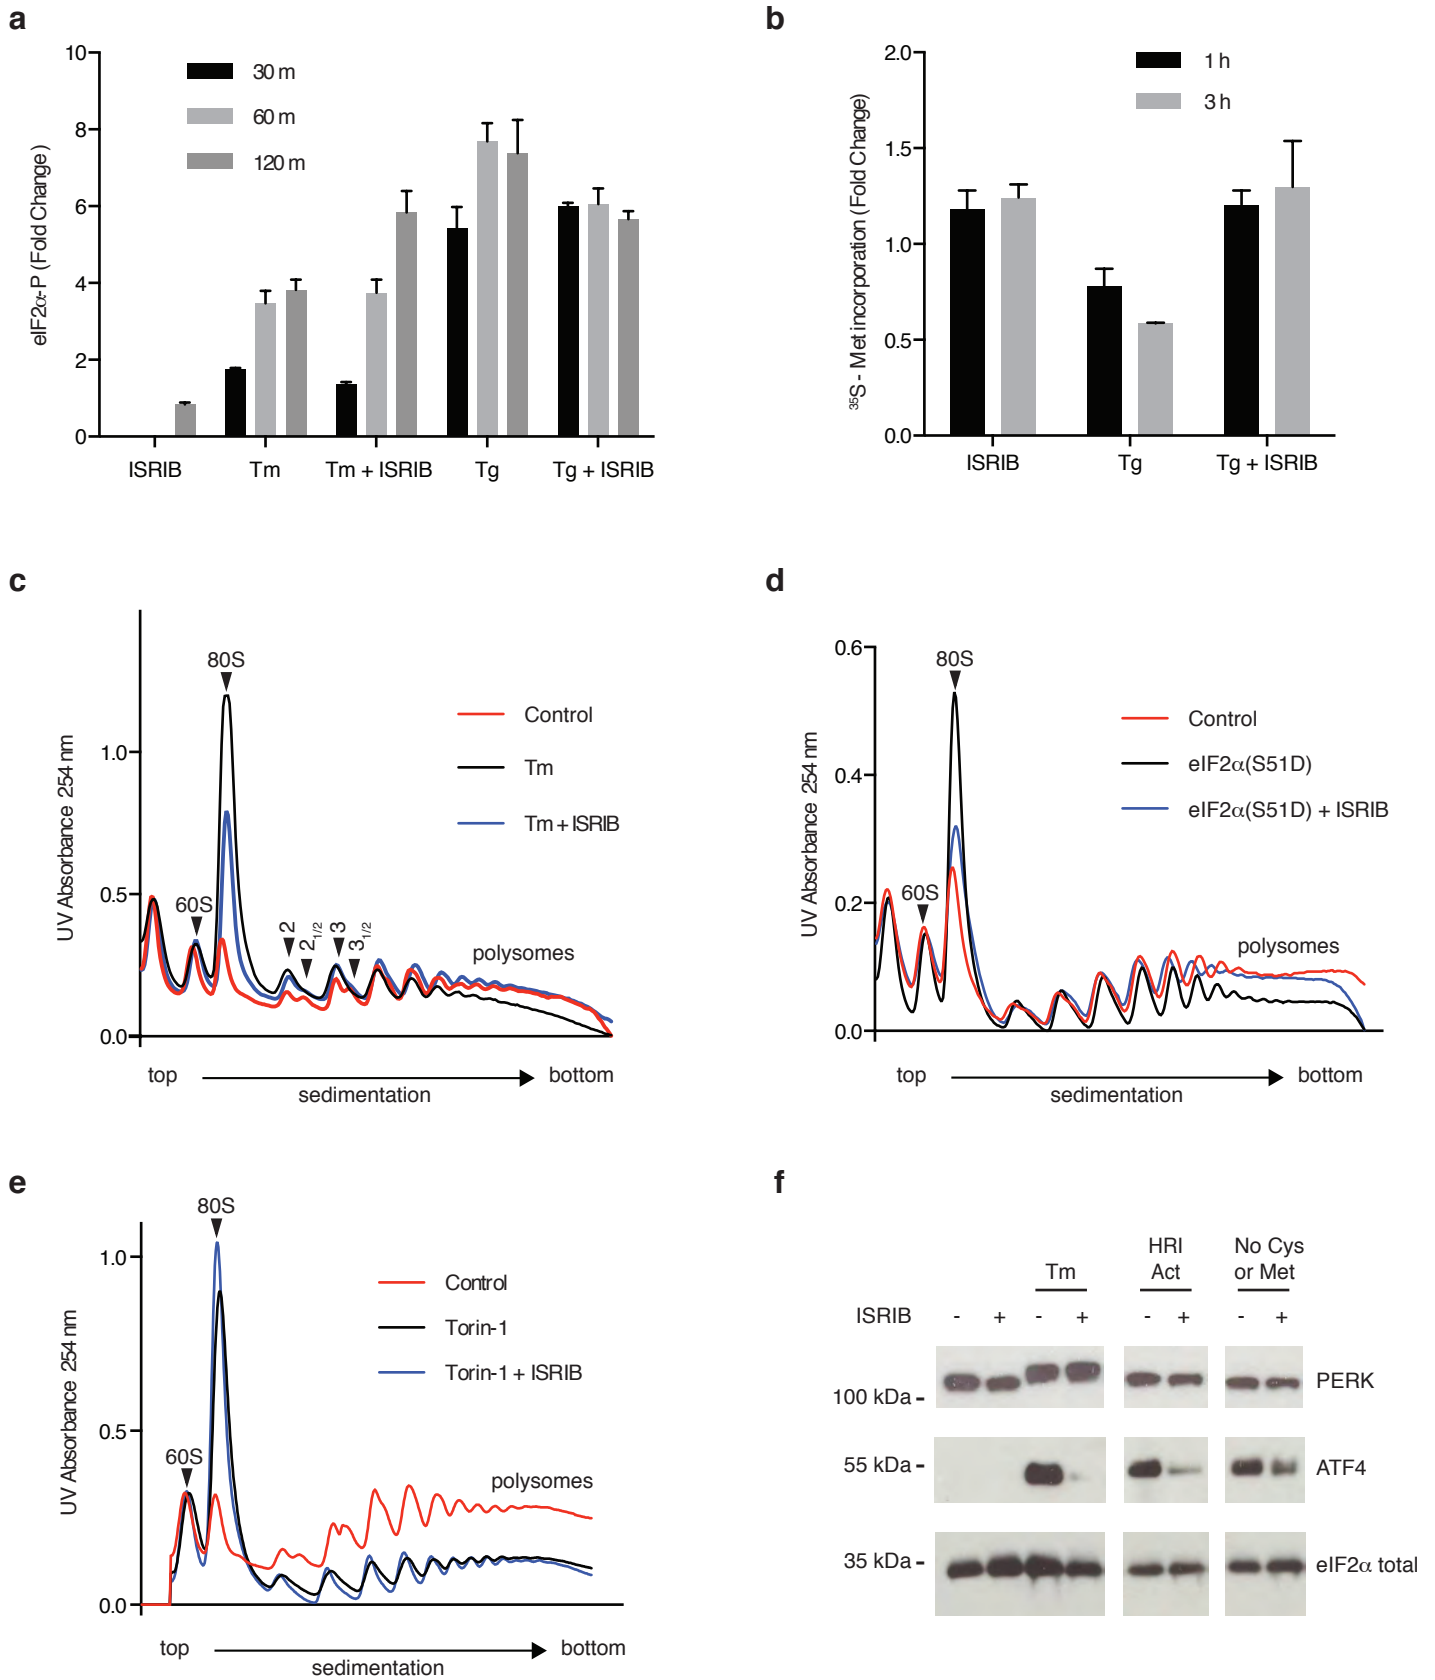 a
10
8
6
4
2
0
eIF2α-P (Fold Change)
30 m
60 m
120 m
ISRIB
Tm
Tm + ISRIB
Tg
Tg + ISRIB
b
2.0
1.5
1.0
0.5
0.0
35S - Met incorporation (Fold Change)
1 h
3 h
ISRIB
Tg
Tg + ISRIB
c
UV Absorbance 254 nm
1.0
0.5
0.0
80S
60S
2
2 1/2
3
3 1/2
polysomes
Control
Tm
Tm + ISRIB
top
sedimentation
bottom
d
UV Absorbance 254 nm
0.6
0.4
0.2
0.0
80S
60S
polysomes
Control
eIF2α(S51D)
eIF2α(S51D) + ISRIB
top
sedimentation
bottom
e
UV Absorbance 254 nm
1.0
0.5
0.0
80S
60S
polysomes
Control
Torin-1
Torin-1 + ISRIB
top
sedimentation
bottom
f
Tm
HRI
Act
No Cys
or Met
ISRIB - + - + - + - +
100 kDa
PERK
55 kDa
ATF4
35 kDa
eIF2α total